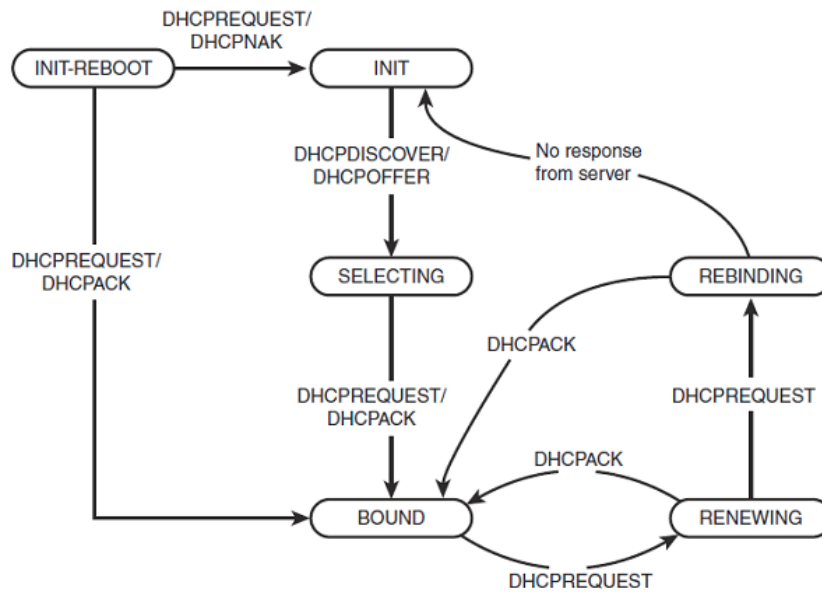 DHCPREQUEST/
DHCPNAK
INIT-REBOOT
INIT
DHCPDISCOVER/
DHCPOFFER
No response
from server
DHCPREQUEST/
DHCPACK
SELECTING
REBINDING
DHCPACK
DHCPREQUEST/
DHCPACK
DHCPREQUEST
DHCPACK
BOUND
RENEWING
DHCPREQUEST